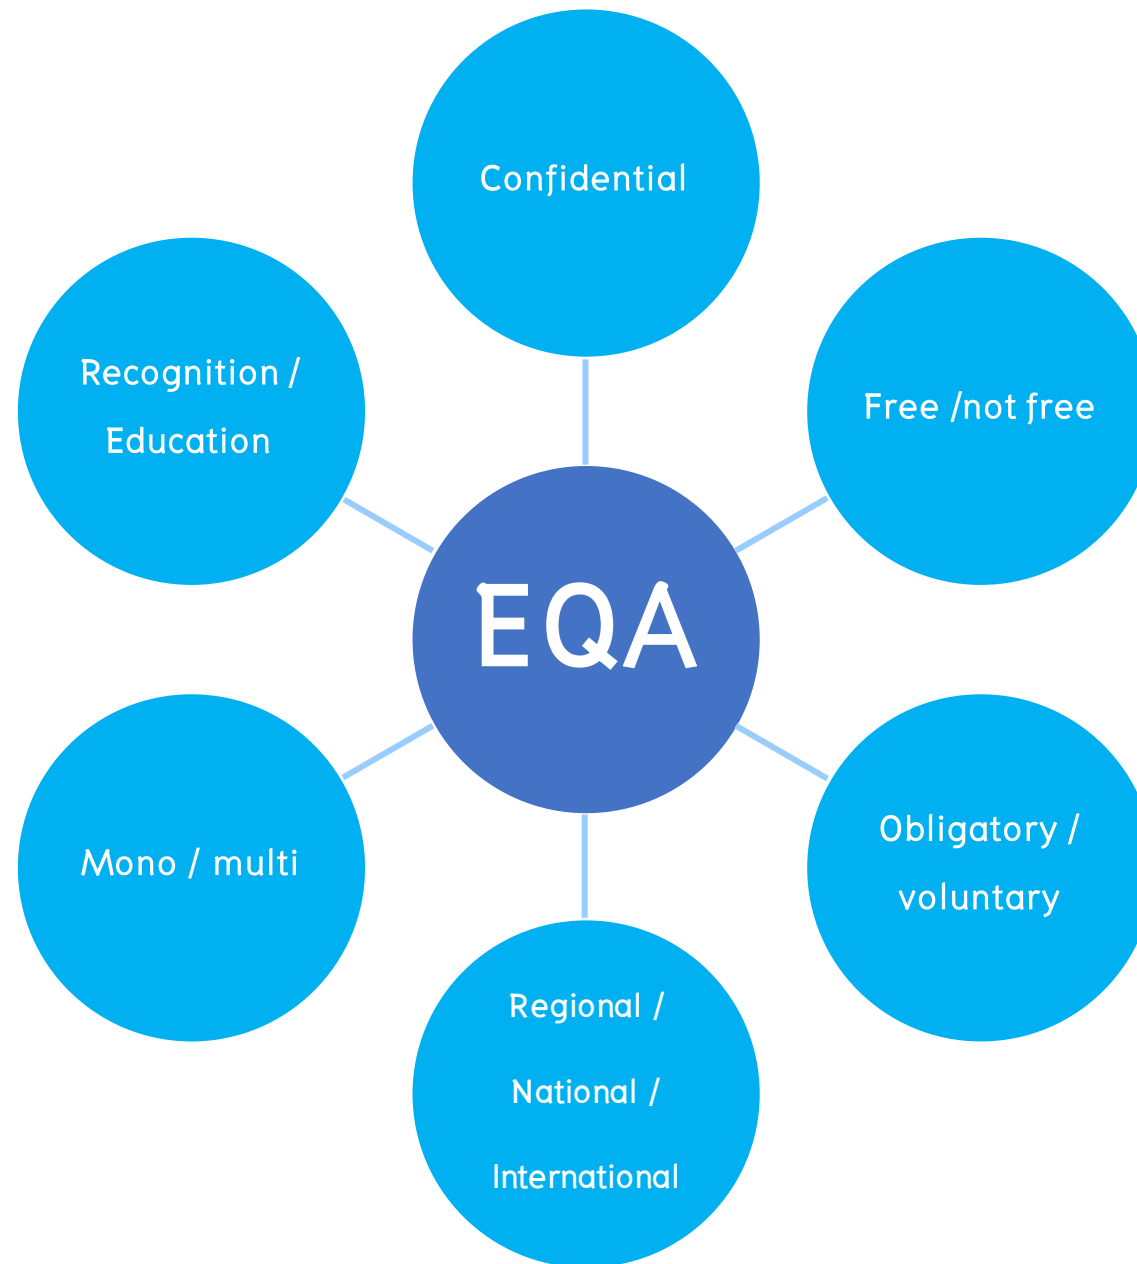 Confidential
Recognition /
Education
Free /not free
EQA
Mono / multi
Obligatory /
voluntary
Regional /
National /
International